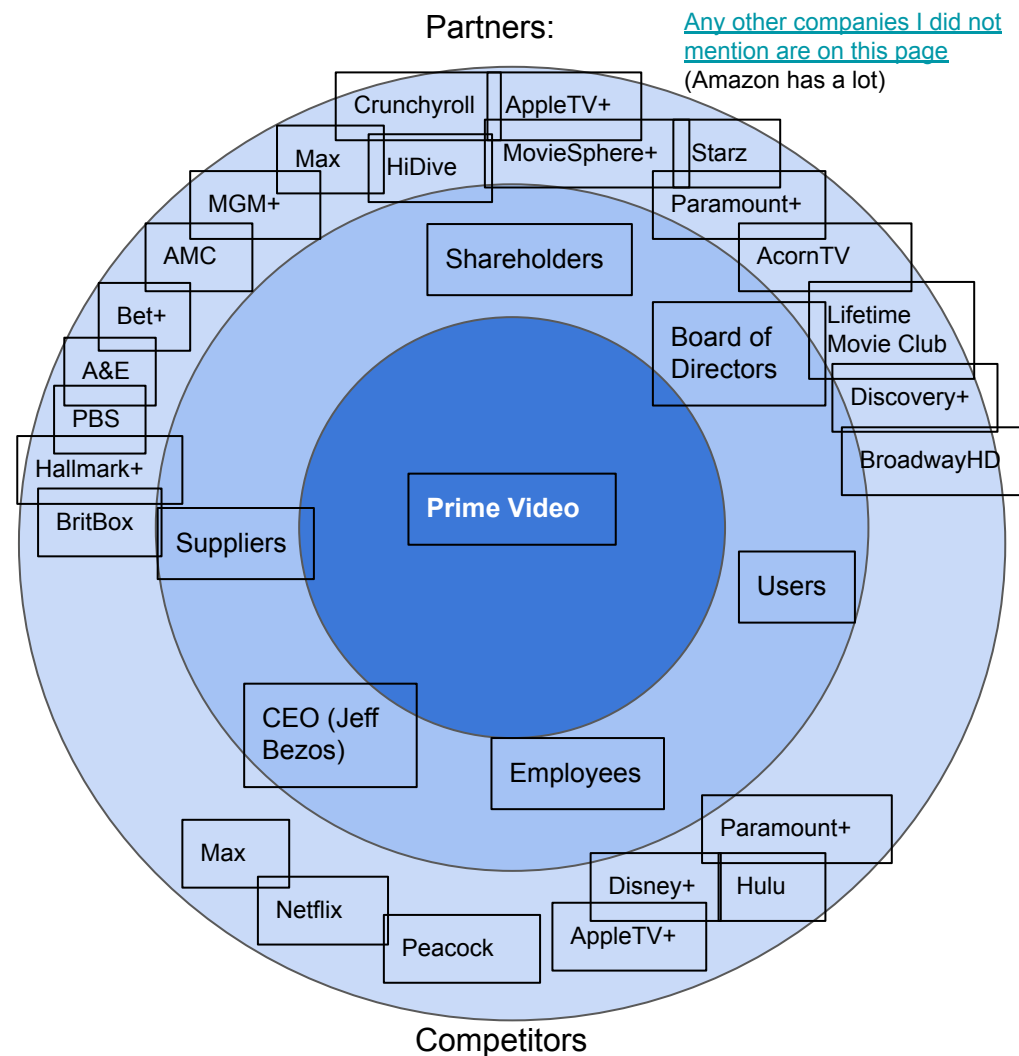 Partners:
Any other companies I did not
mention are on this page
(Amazon has a lot)
Crunchyroll
AppleTV+
Max
HiDive
MovieSphere+
Starz
MGM+
Paramount+
AMC
Shareholders
AcornTV
Bet+
Lifetime
Movie Club
Board of
Directors
A&E
Discovery+
PBS
Hallmark+
BroadwayHD
Prime Video
BritBox
Suppliers
Users
CEO (Jeff
Bezos)
Employees
Paramount+
Max
Disney+
Hulu
Netflix
AppleTV+
Peacock
Competitors